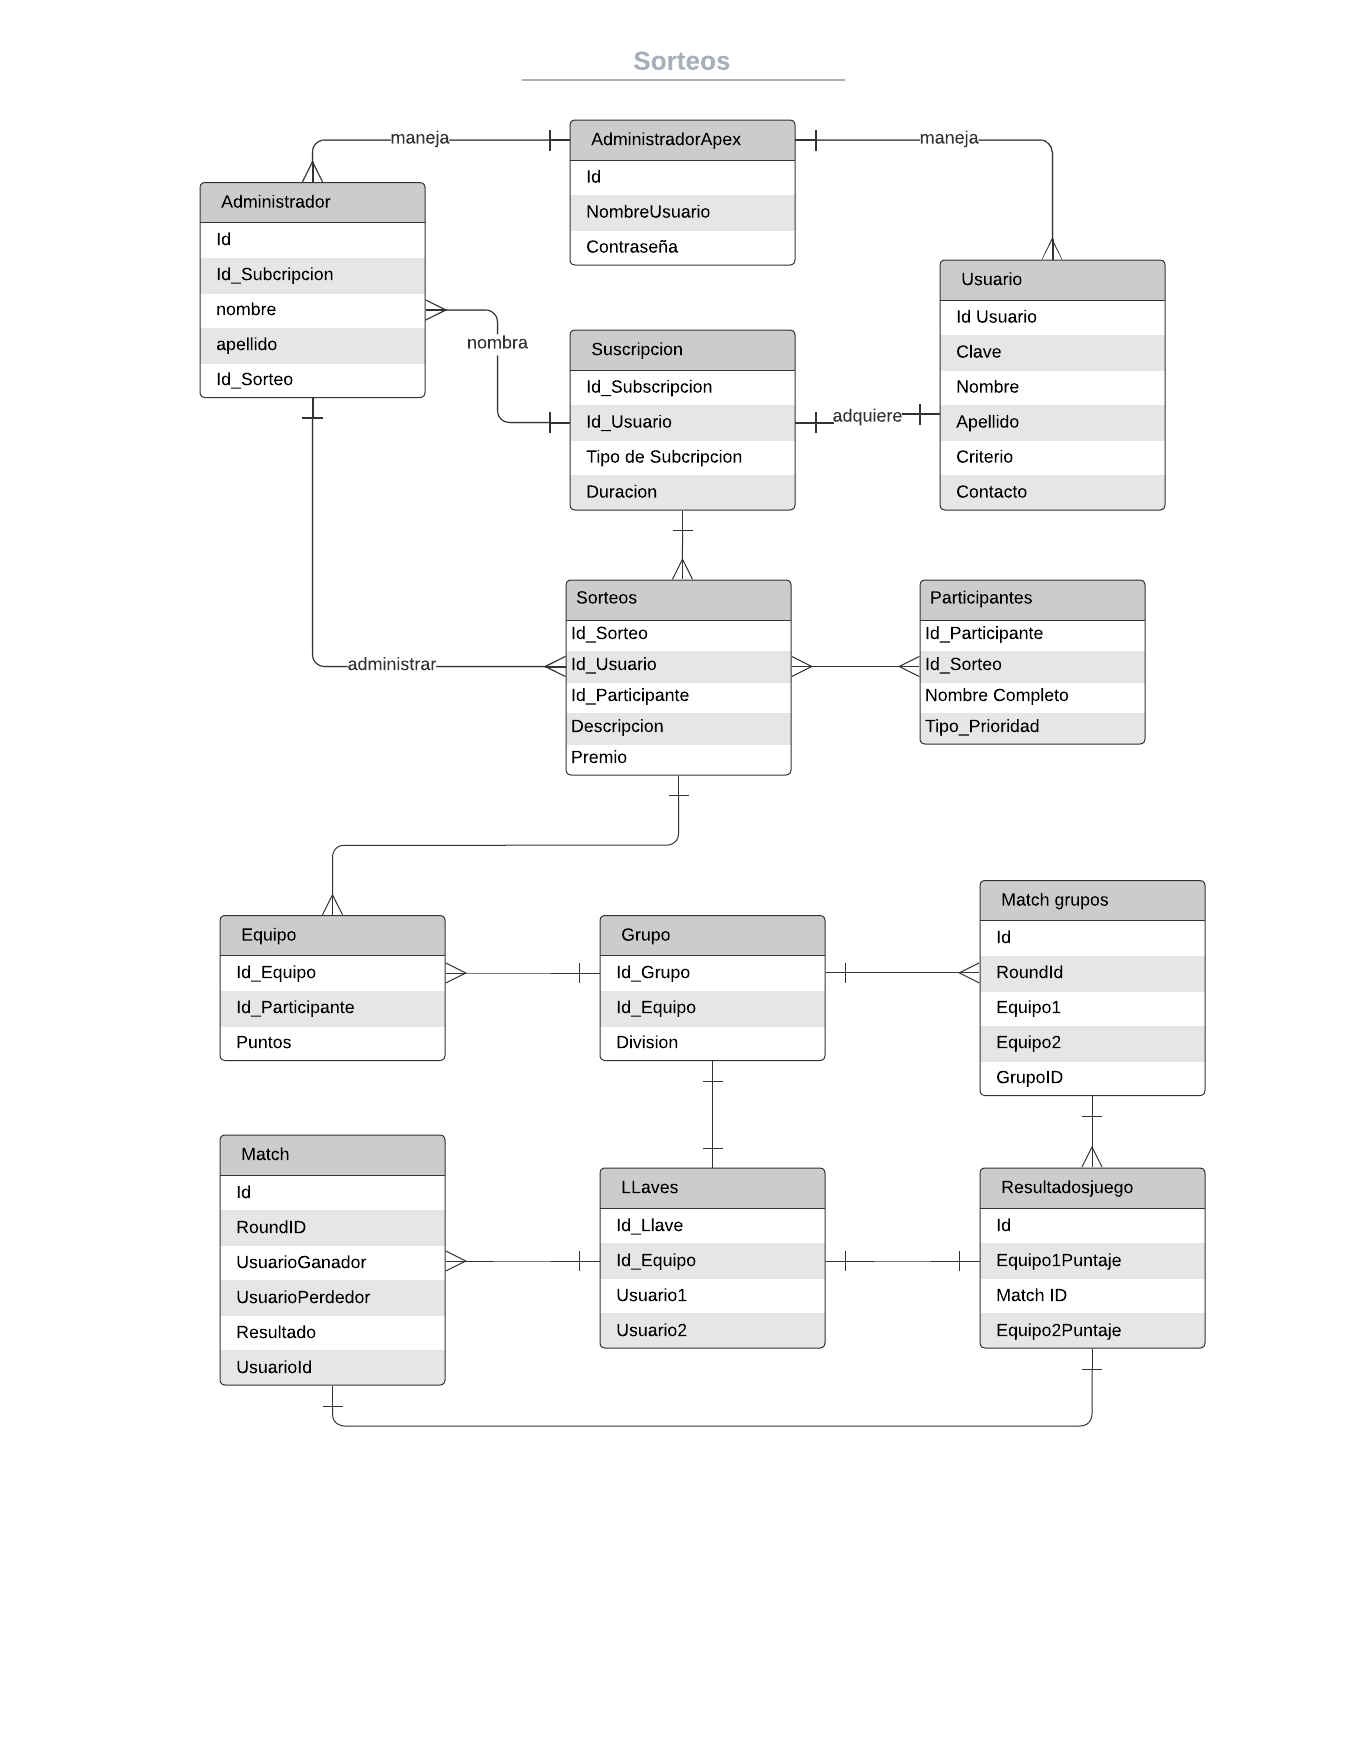 Sorteos
maneja
AdministradorApex
Id
NombreUsuario
Contraseña
maneja
Administrador
Id
Id_Subcripcion
nombre
apellido
Id_Sorteo
nombra
Suscripcion
Id_Subscripcion
Id_Usuario
Tipo de Subcripcion
Duracion
adquiere
Usuario
Id Usuario
Clave
Nombre
Apellido
Criterio
Contacto
administrar
Sorteos
Id_Sorteo
Id_Usuario
Id_Participante
Descripcion
Premio
Participantes
Id_Participante
Id_Sorteo
Nombre Completo
Tipo_Prioridad
Equipo
Id_Equipo
Id_Participante
Puntos
Grupo
Id_Grupo
Id_Equipo
Division
Match grupos
Id
RoundId
Equipo1
Equipo2
GrupoID
Match
Id
RoundID
UsuarioGanador
UsuarioPerdedor
Resultado
UsuarioId
LLaves
Id_Llave
Id_Equipo
Usuario1
Usuario2
Resultadosjuego
Id
Equipo1Puntaje
Match ID
Equipo2Puntaje